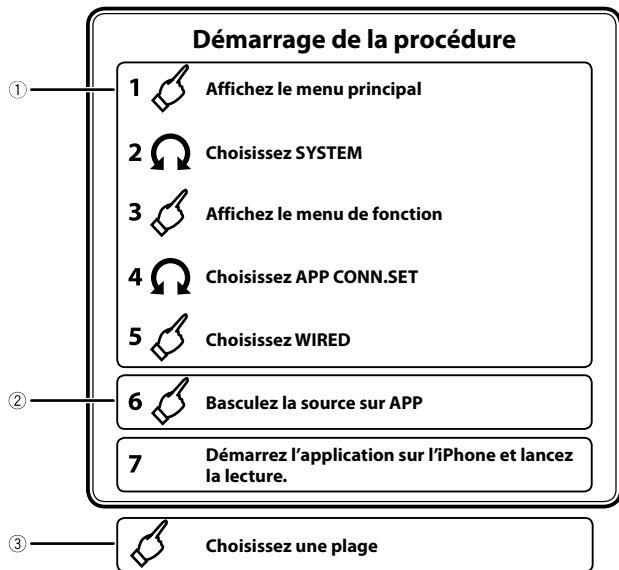 Démarrage de la procédure
① 1 Affichez le menu principal
2 Choisissez SYSTEM
3 Affichez le menu de fonction
4 Choisissez APP CONN.SET
5 Choisissez WIRED
② 6 Basculez la source sur APP
7 Démarrez l’application sur l’iPhone et lancez
la lecture.
③ Choisissez une plage